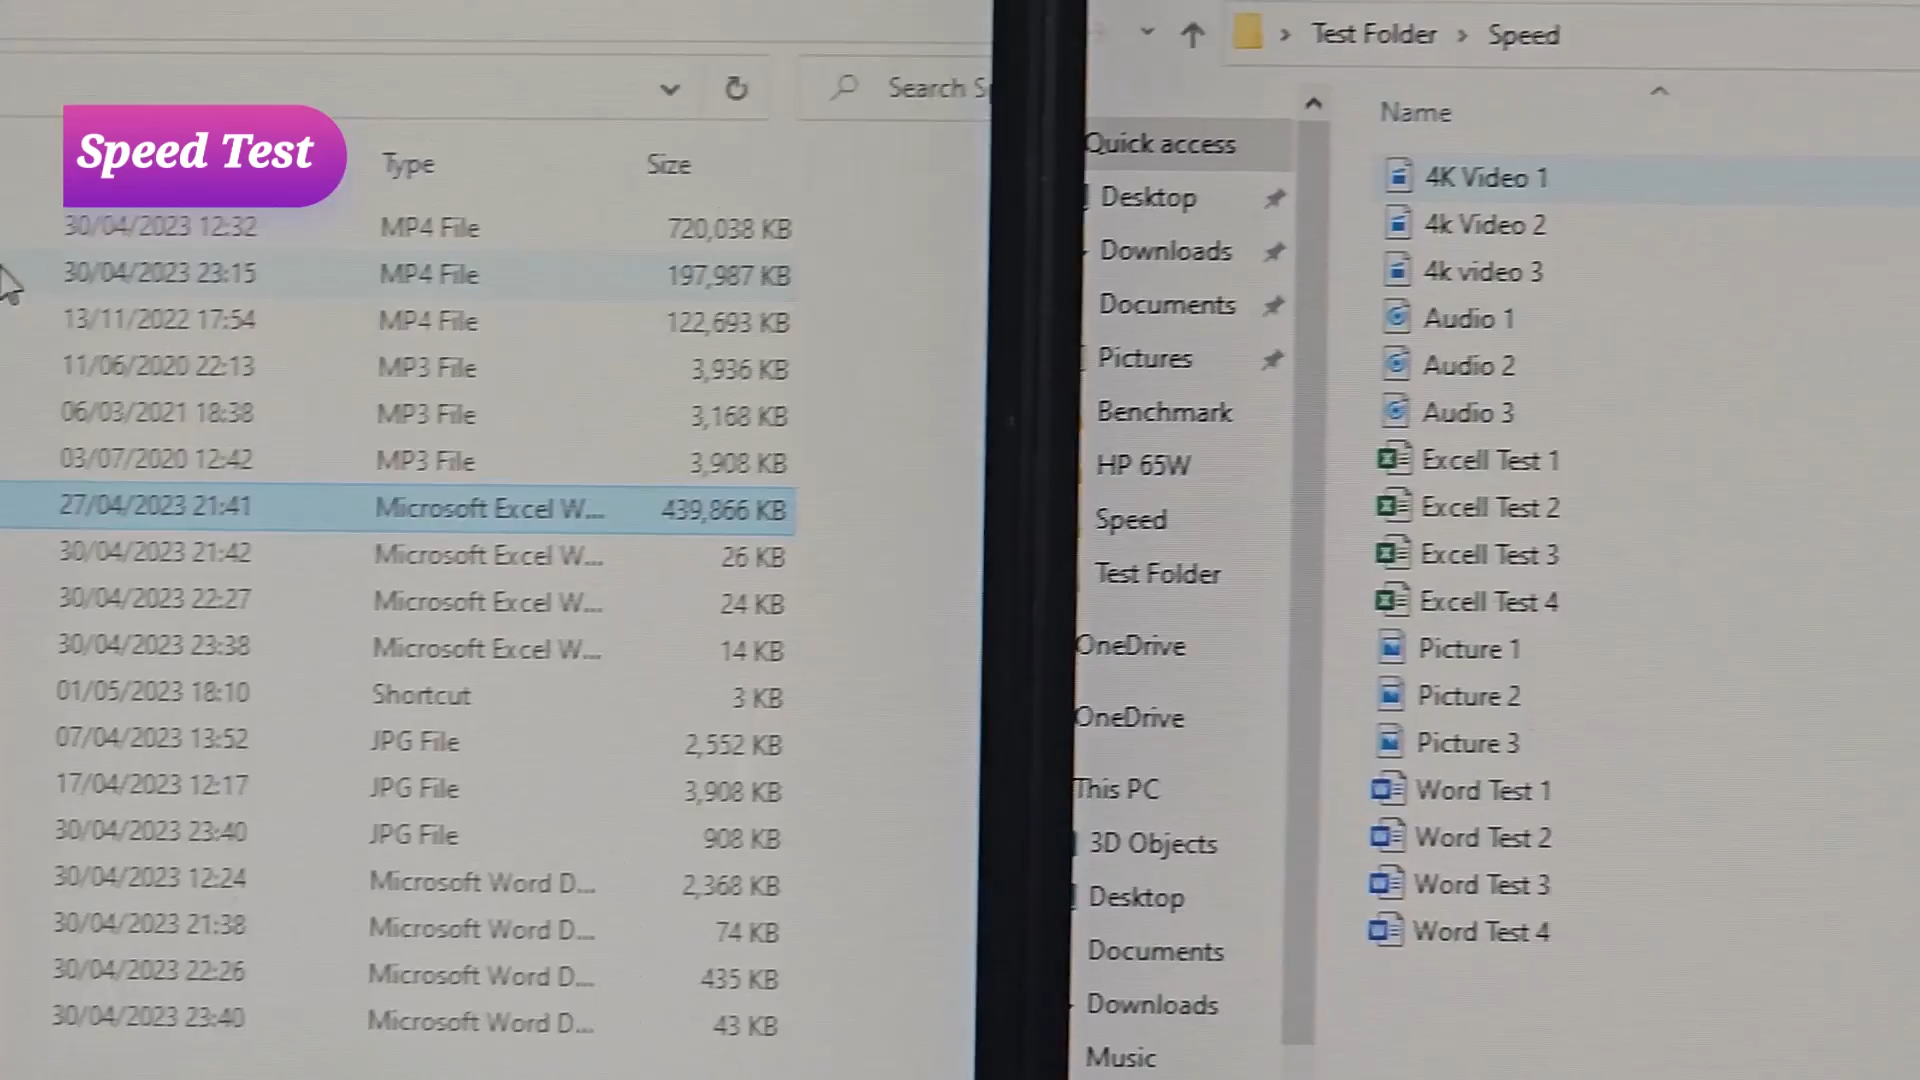 Speed Test
Search S
Type Size
30/04/2023 12:32 MP4 File 720,038 KB
30/04/2023 23:15 MP4 File 197,987 KB
13/11/2022 17:54 MP4 File 122,693 KB
11/06/2020 22:13 MP3 File 3,936 KB
06/03/2021 18:38 MP3 File 3,168 KB
03/07/2020 12:42 MP3 File 3,908 KB
27/04/2023 21:41 Microsoft Excel W... 439,866 KB
30/04/2023 21:42 Microsoft Excel W... 26 KB
30/04/2023 22:27 Microsoft Excel W... 24 KB
30/04/2023 23:38 Microsoft Excel W... 14 KB
01/05/2023 18:10 Shortcut 3 KB
07/04/2023 13:52 JPG File 2,552 KB
17/04/2023 12:17 JPG File 3,908 KB
30/04/2023 23:40 JPG File 908 KB
30/04/2023 12:24 Microsoft Word D... 2,368 KB
30/04/2023 21:38 Microsoft Word D... 74 KB
30/04/2023 22:26 Microsoft Word D... 435 KB
30/04/2023 23:40 Microsoft Word D... 43 KB
> Test Folder > Speed
Quick access
Desktop
Downloads
Documents
Pictures
Benchmark
HP 65W
Speed
Test Folder
OneDrive
OneDrive
This PC
3D Objects
Desktop
Documents
Downloads
Music
Name
4K Video 1
4k Video 2
4k video 3
Audio 1
Audio 2
Audio 3
Excell Test 1
Excell Test 2
Excell Test 3
Excell Test 4
Picture 1
Picture 2
Picture 3
Word Test 1
Word Test 2
Word Test 3
Word Test 4